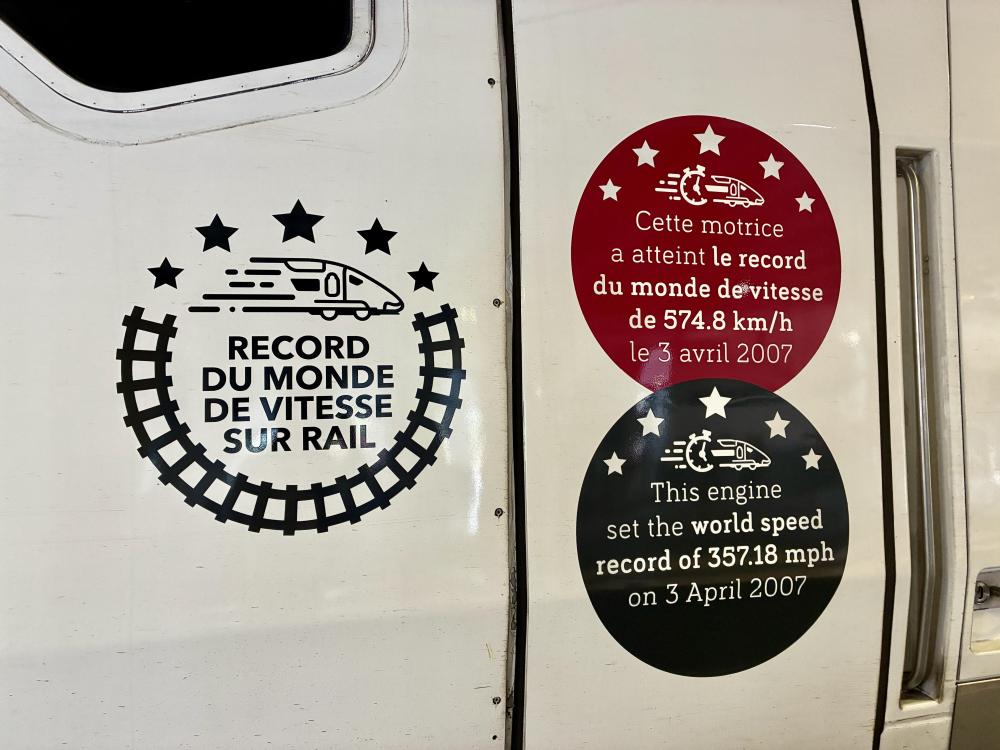 RECORD
DU MONDE
DE VITESSE
SUR RAIL
Cette motrice
a atteint le record
du monde de vitesse
de 574.8 km/h
le 3 avril 2007
This engine
set the world speed
record of 357.18 mph
on 3 April 2007